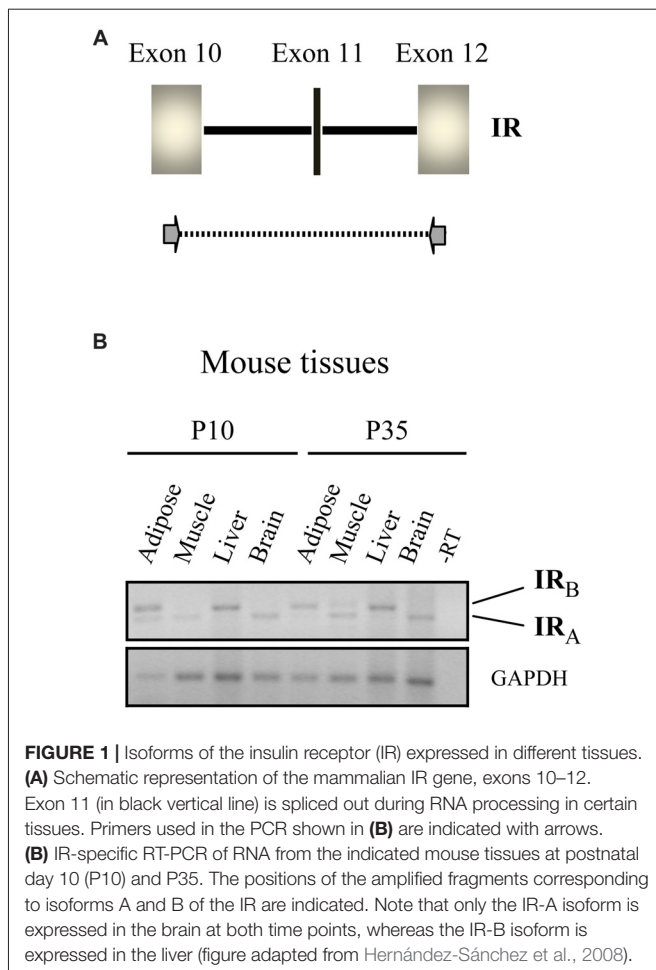 A
Exon 10 Exon 11 Exon 12
IR
B
Mouse tissues
P10 P35
Adipose Muscle Liver Brain Adipose Muscle Liver Brain -RT
IRB
IRA
GAPDH
FIGURE 1 | Isoforms of the insulin receptor (IR) expressed in different tissues.
(A) Schematic representation of the mammalian IR gene, exons 10–12.
Exon 11 (in black vertical line) is spliced out during RNA processing in certain
tissues. Primers used in the PCR shown in (B) are indicated with arrows.
(B) IR-specific RT-PCR of RNA from the indicated mouse tissues at postnatal
day 10 (P10) and P35. The positions of the amplified fragments corresponding
to isoforms A and B of the IR are indicated. Note that only the IR-A isoform is
expressed in the brain at both time points, whereas the IR-B isoform is
expressed in the liver (figure adapted from Hernández-Sánchez et al., 2008).